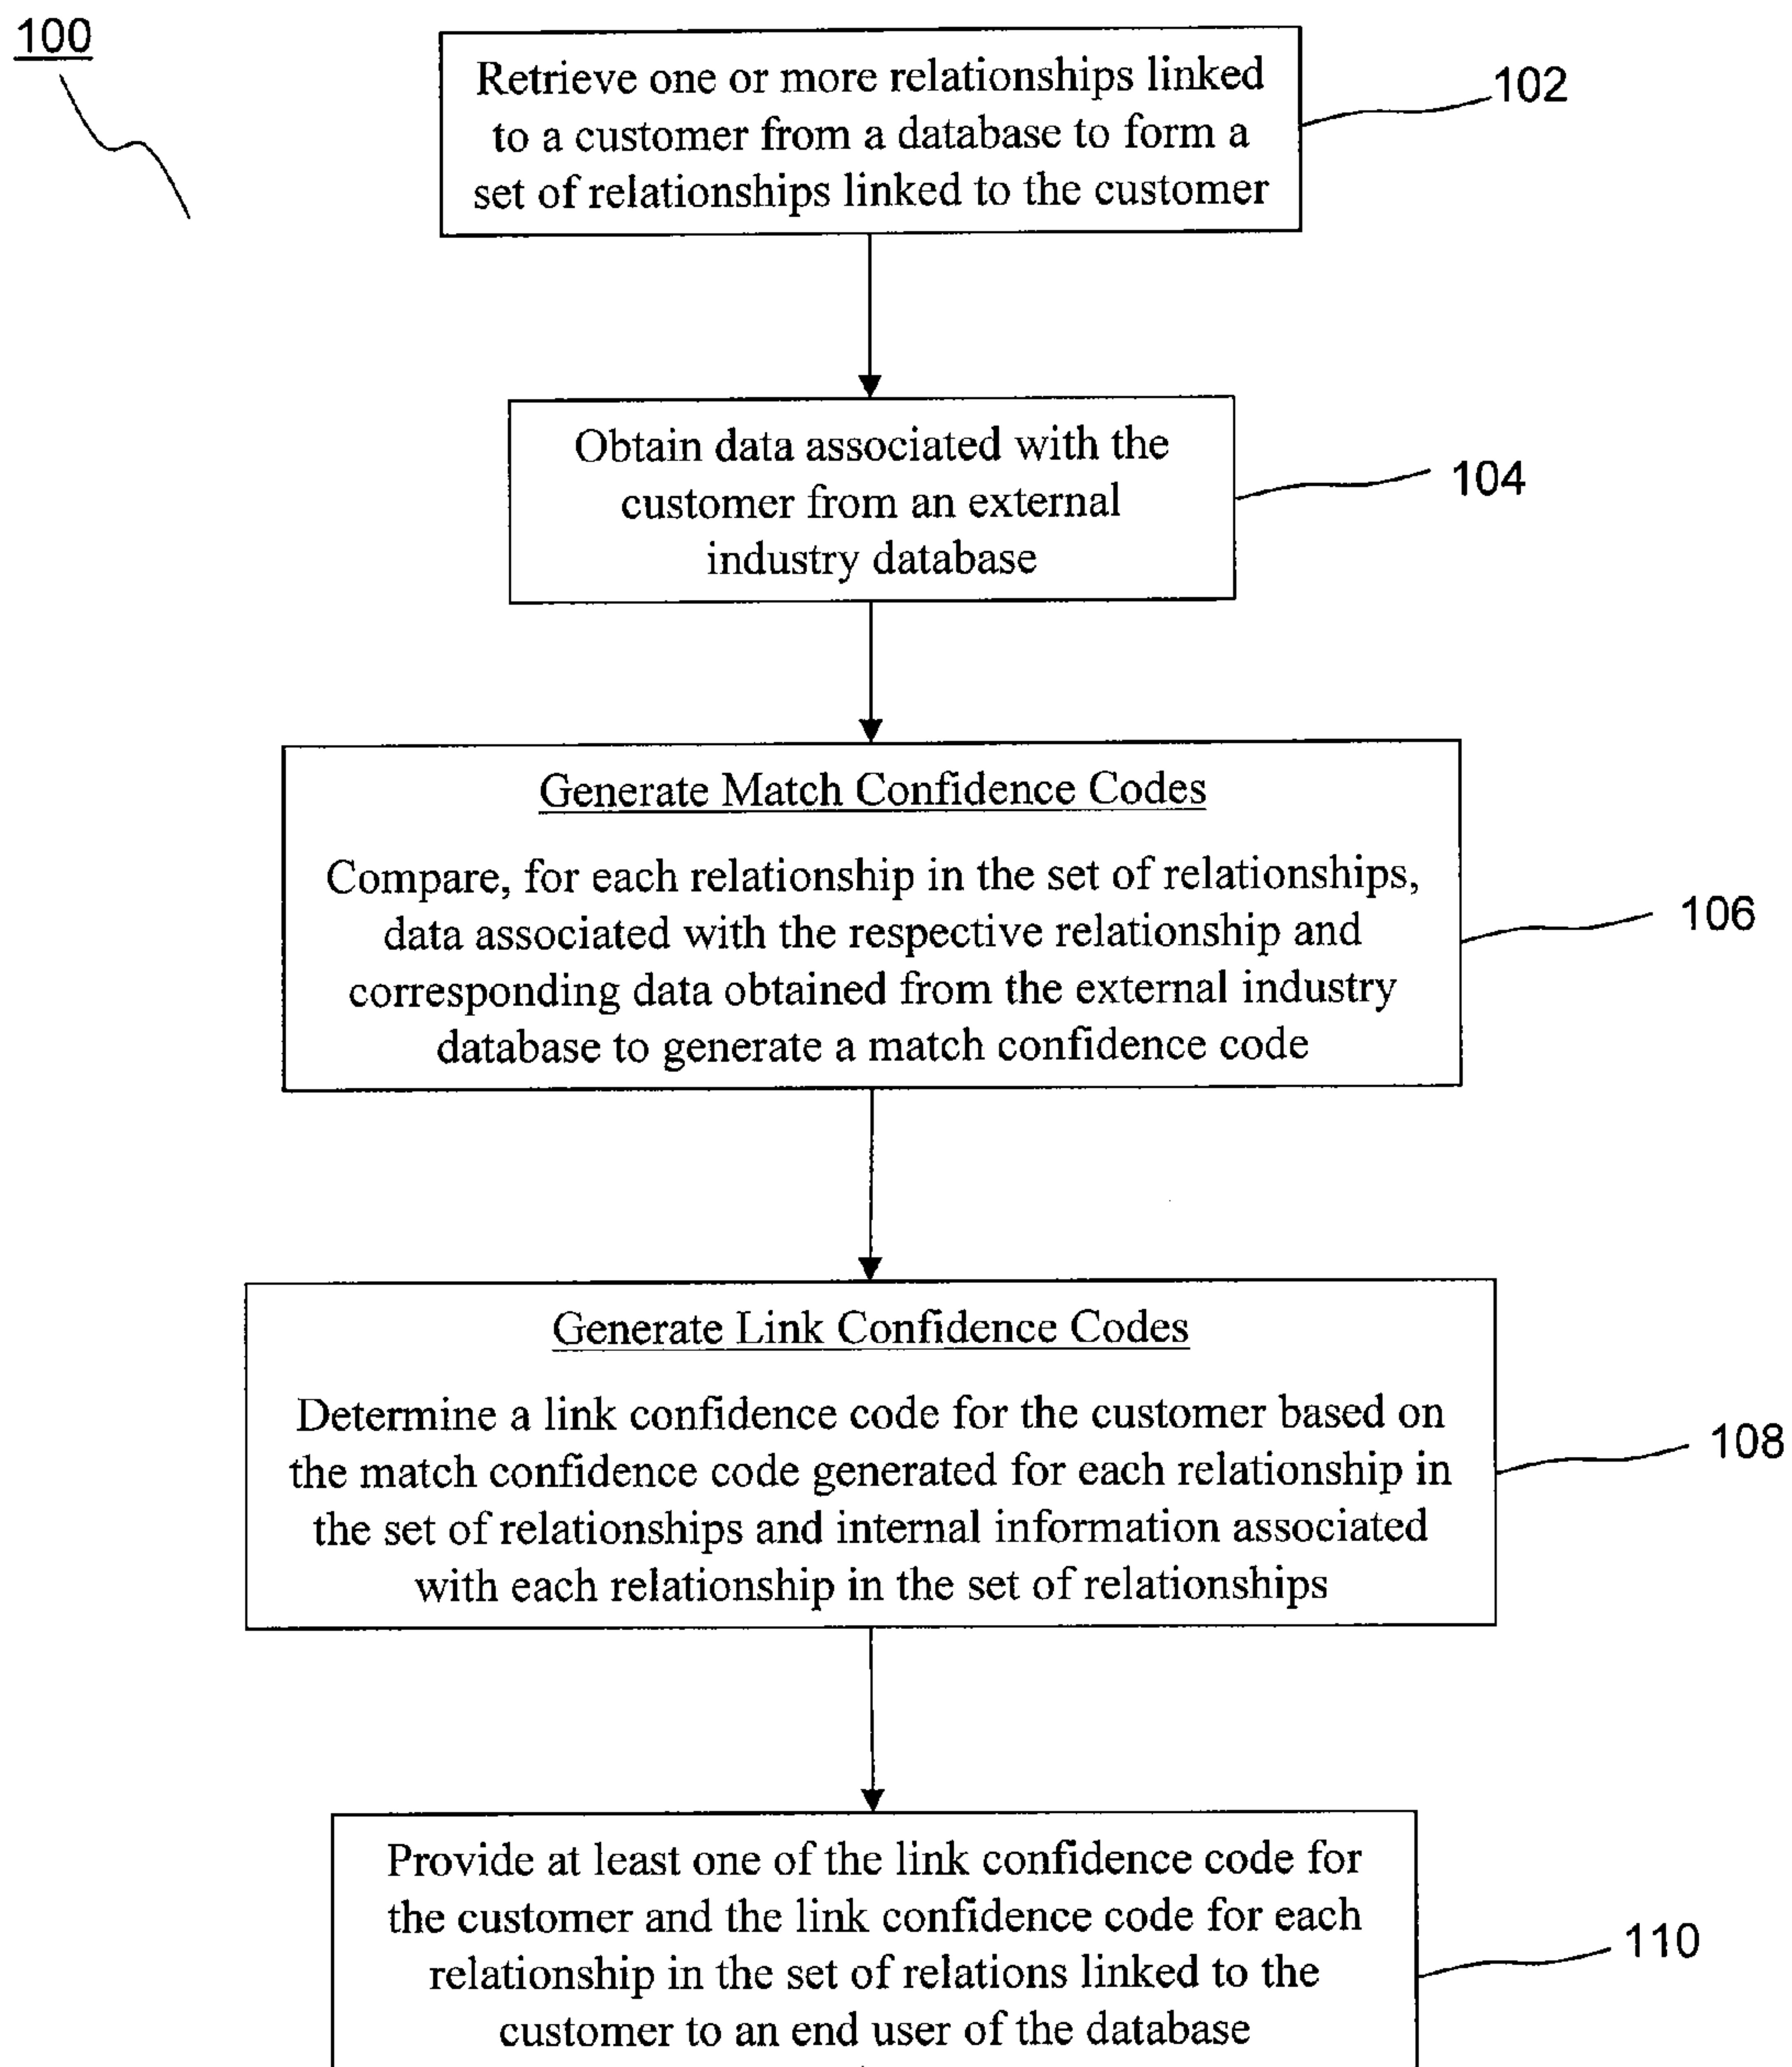 100
Retrieve one or more relationships linked
to a customer from a database to form a
set of relationships linked to the customer
102
Obtain data associated with the
customer from an external
industry database
104
Generate Match Confidence Codes
Compare, for each relationship in the set of relationships,
data associated with the respective relationship and
corresponding data obtained from the external industry
database to generate a match confidence code
106
Generate Link Confidence Codes
Determine a link confidence code for the customer based on
the match confidence code generated for each relationship in
the set of relationships and internal information associated
with each relationship in the set of relationships
108
Provide at least one of the link confidence code for
the customer and the link confidence code for each
relationship in the set of relations linked to the
customer to an end user of the database
110